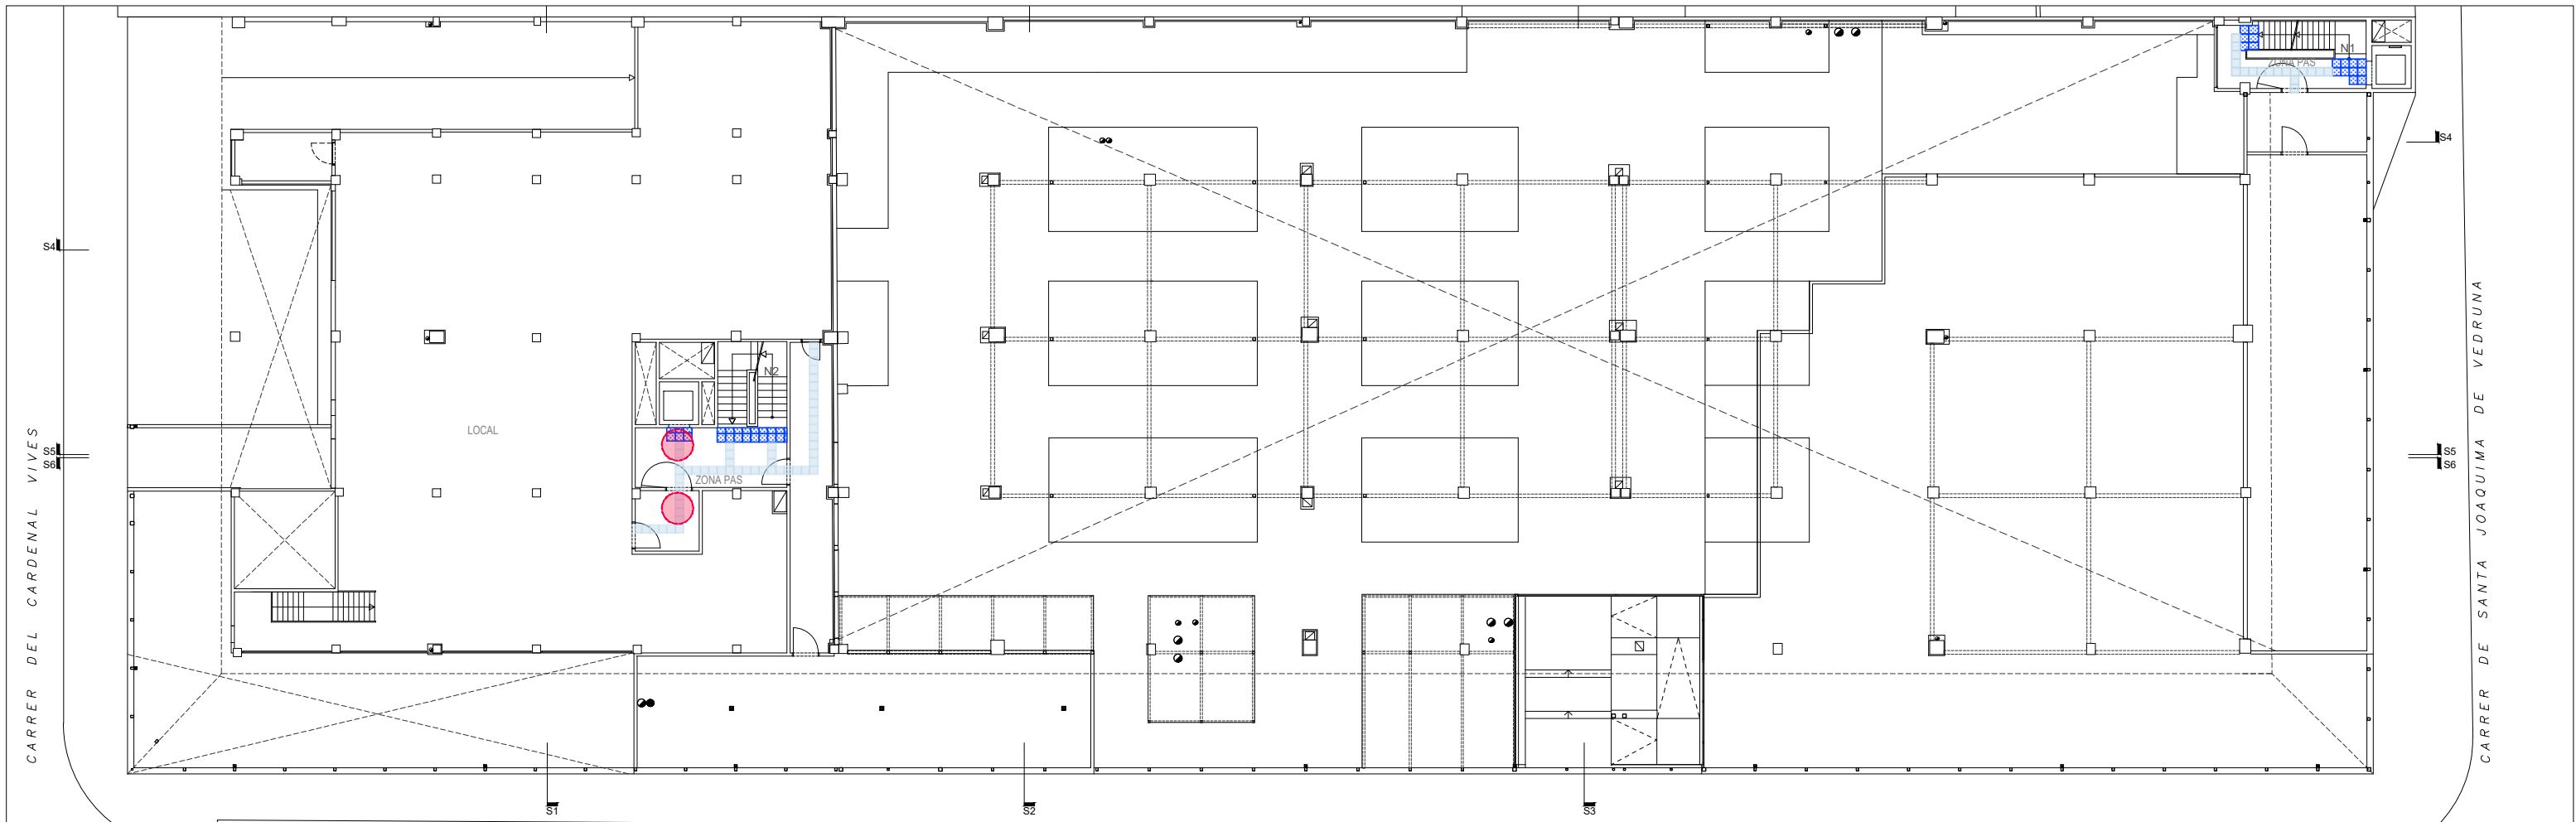 N1
ZONA PAS
S4
S4
N2
LOCAL
S5
S6
S5
S6
ZONA PAS
CARRER DEL CARDENAL VIVES
CARRER DE SANTA JOAQUIMA DE VEDRUNA
S1
S2
S3